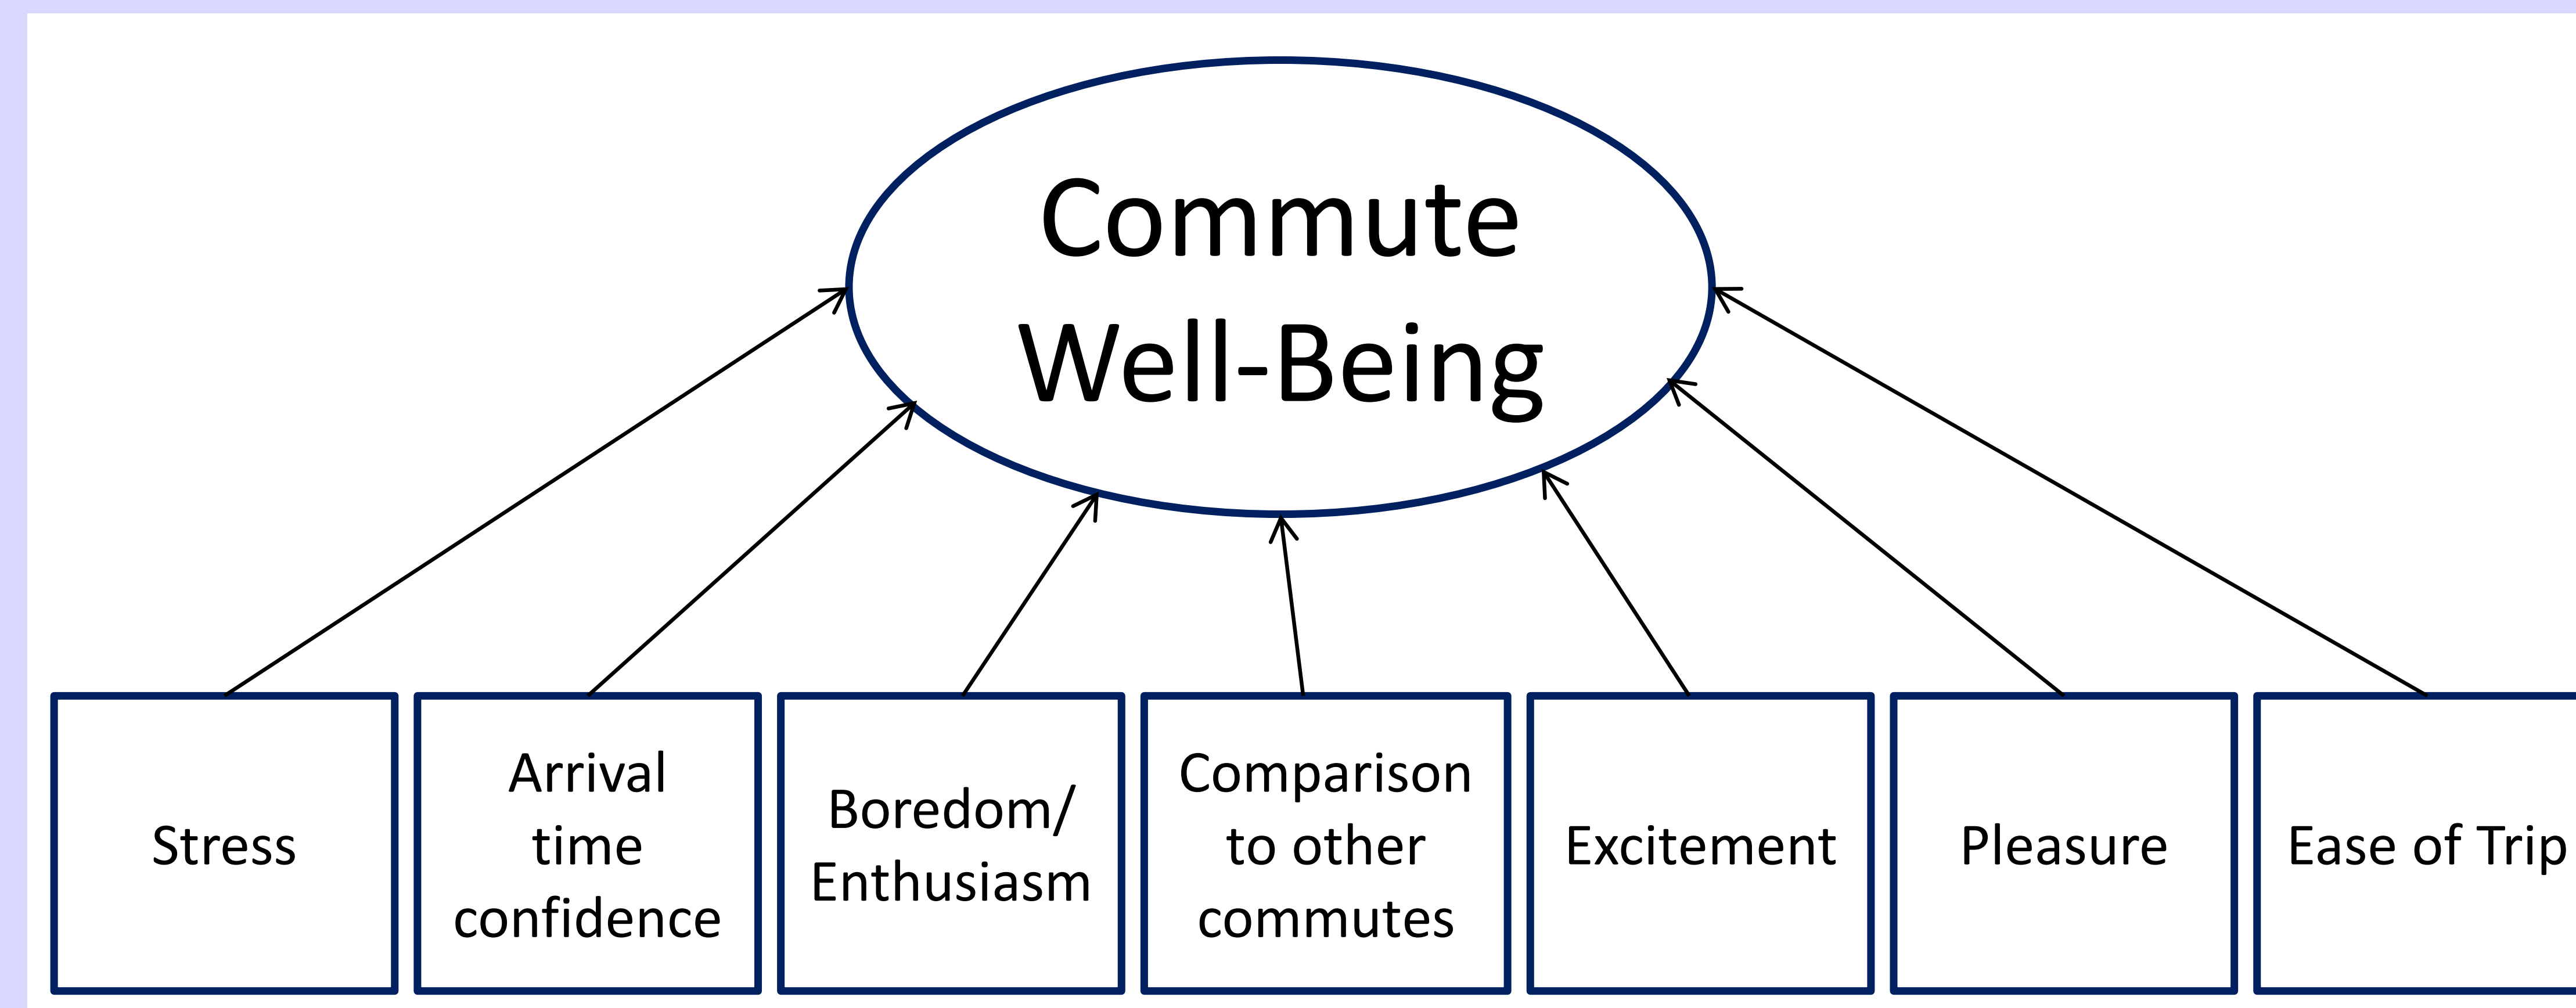 Commute
Well-Being
Stress
Arrival
time
confidence
Boredom/
Enthusiasm
Comparison
to other
commutes
Excitement
Pleasure
Ease of Trip